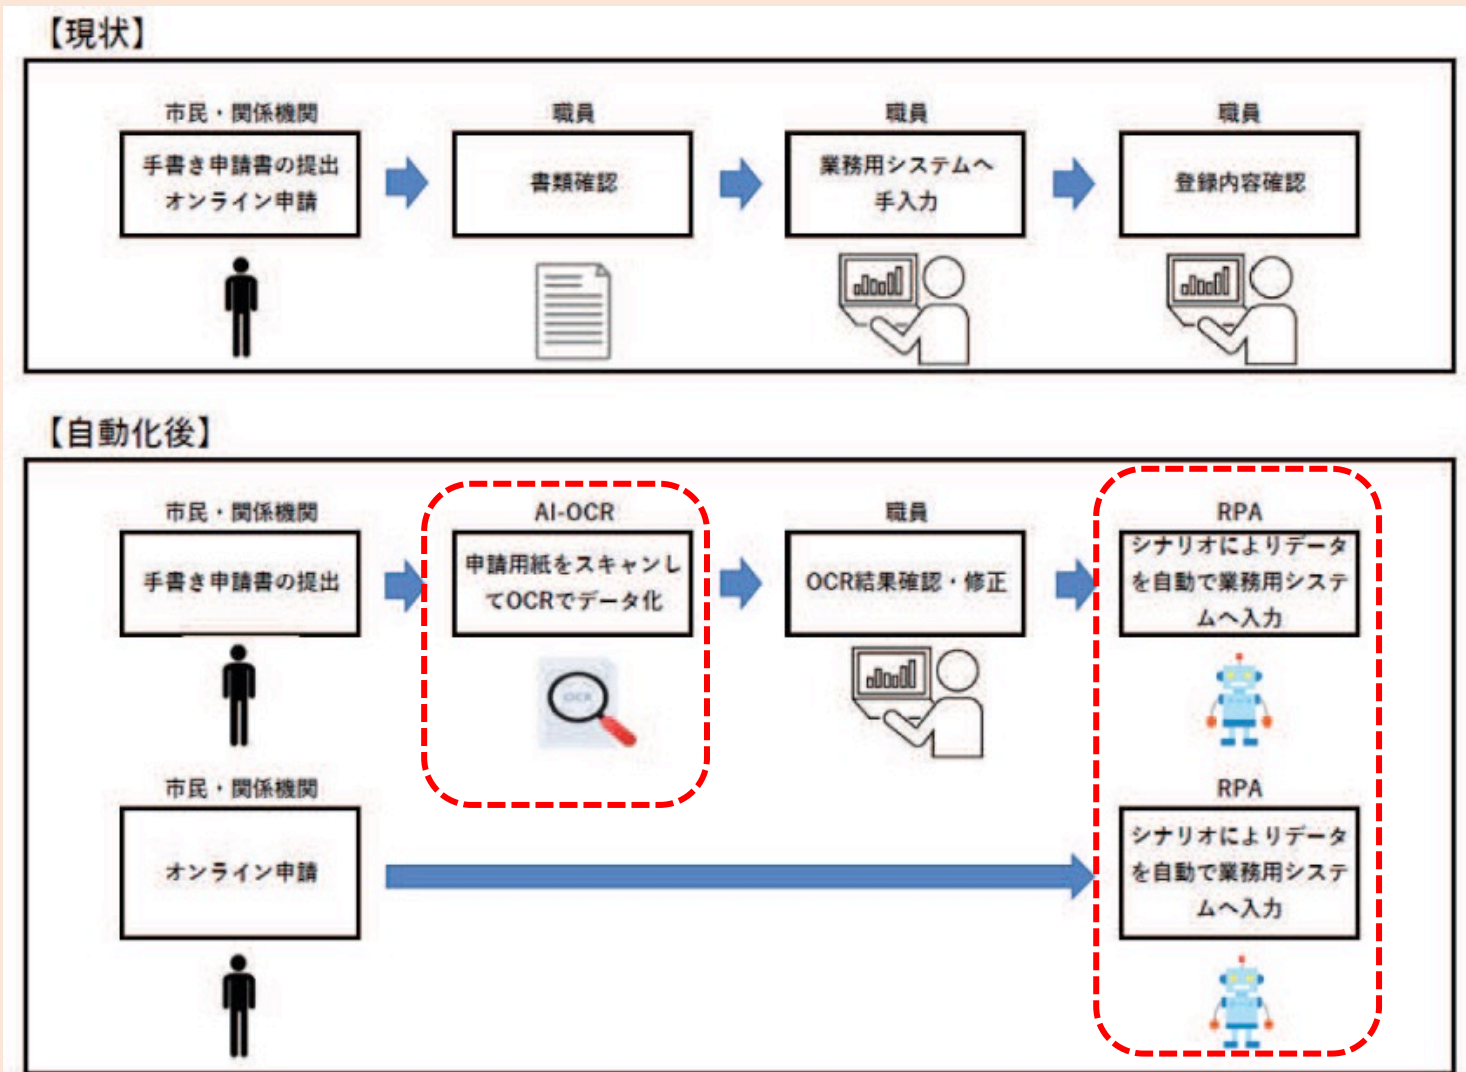 【現状】
市民・関係機関
手書き申請書の提出
オンライン申請
職員
書類確認
職員
業務用システムへ
手入力
職員
登録内容確認
【自動化後】
市民・関係機関
手書き申請書の提出
AI-OCR
申請用紙をスキャンし
てOCRでデータ化
OCR
職員
OCR結果確認・修正
RPA
シナリオによりデータ
を自動で業務用システ
ムへ入力
市民・関係機関
オンライン申請
RPA
シナリオによりデータ
を自動で業務用システ
ムへ入力